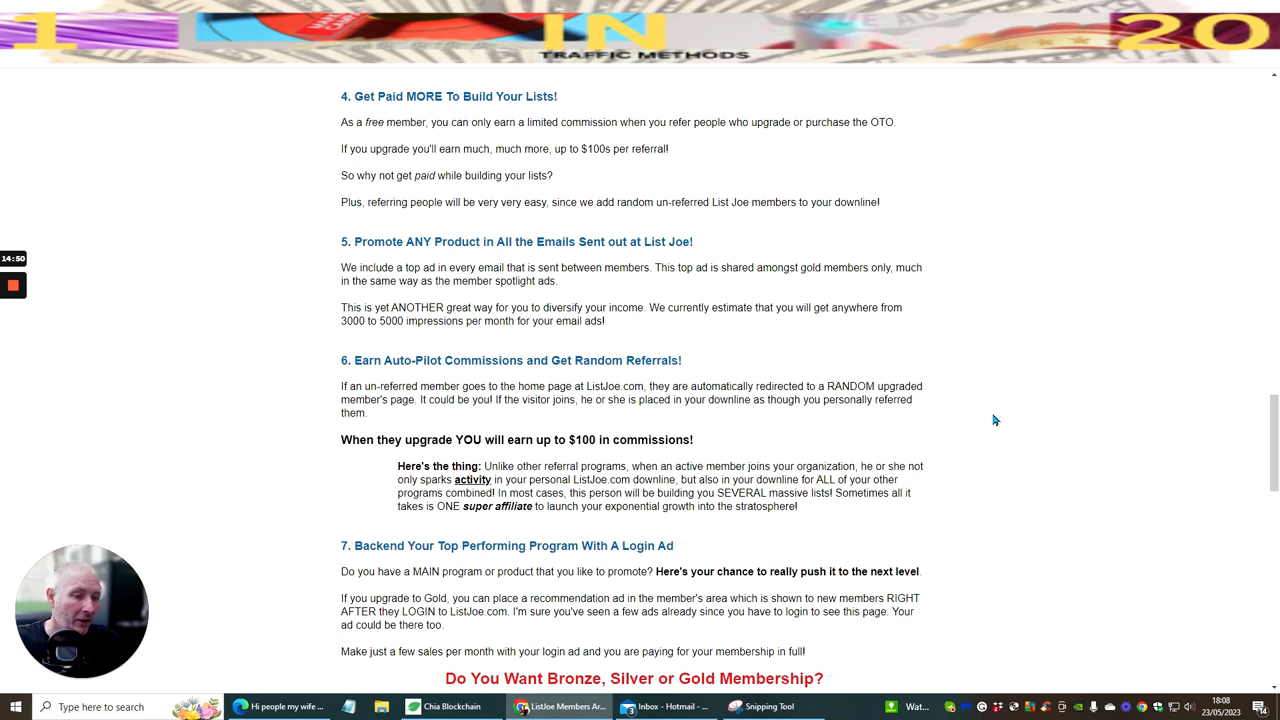 1 IN 20
TRAFFIC METHODS
4. Get Paid MORE To Build Your Lists!
As a free member, you can only earn a limited commission when you refer people who upgrade or purchase the OTO.
If you upgrade you'll earn much, much more, up to $100s per referral!
So why not get paid while building your lists?
Plus, referring people will be very very easy, since we add random un-referred List Joe members to your downline!
5. Promote ANY Product in All the Emails Sent out at List Joe!
14:50
We include a top ad in every email that is sent between members. This top ad is shared amongst gold members only, much
in the same way as the member spotlight ads.
This is yet ANOTHER great way for you to diversify your income. We currently estimate that you will get anywhere from
3000 to 5000 impressions per month for your email ads!
6. Earn Auto-Pilot Commissions and Get Random Referrals!
If an un-referred member goes to the home page at ListJoe.com, they are automatically redirected to a RANDOM upgraded
member's page. It could be you! If the visitor joins, he or she is placed in your downline as though you personally referred
them.
When they upgrade YOU will earn up to $100 in commissions!
Here's the thing: Unlike other referral programs, when an active member joins your organization, he or she not
only sparks activity in your personal ListJoe.com downline, but also in your downline for ALL of your other
programs combined! In most cases, this person will be building you SEVERAL massive lists! Sometimes all it
takes is ONE super affiliate to launch your exponential growth into the stratosphere!
7. Backend Your Top Performing Program With A Login Ad
Do you have a MAIN program or product that you like to promote? Here's your chance to really push it to the next level.
If you upgrade to Gold, you can place a recommendation ad in the member's area which is shown to new members RIGHT
AFTER they LOGIN to ListJoe.com. I'm sure you've seen a few ads already since you have to login to see this page. Your
ad could be there too.
Make just a few sales per month with your login ad and you are paying for your membership in full!
Do You Want Bronze, Silver or Gold Membership?
Type here to search
Hi people my wife ...
Chia Blockchain
ListJoe Members Ar...
Inbox - Hotmail - ...
Snipping Tool
Wat...
18:08
23/05/2023